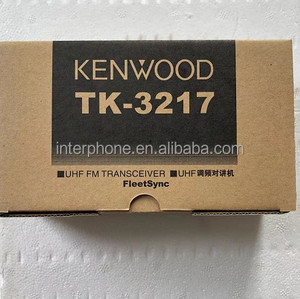 KENWOOD
TK-3217
interphone.en.alibaba.com
■UHF FM TRANSCEIVER ■UHF调频对讲机
FleetSync